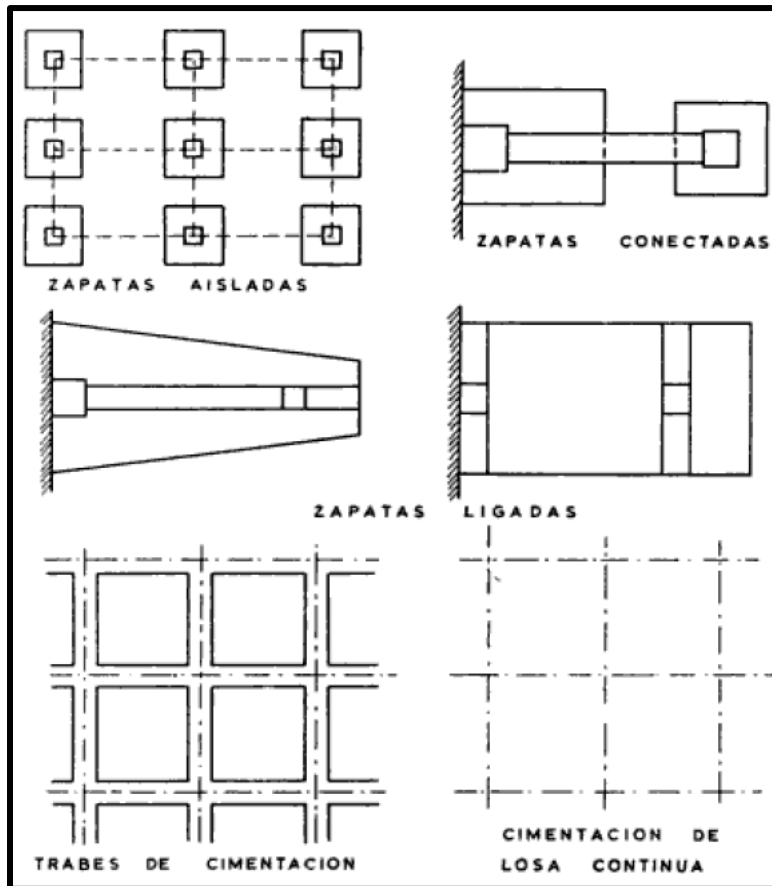 ZAPATAS AISLADAS
ZAPATAS CONECTADAS
ZAPATAS LIGADAS
TRABES DE CIMENTACION
CIMENTACION DE
LOSA CONTINUA